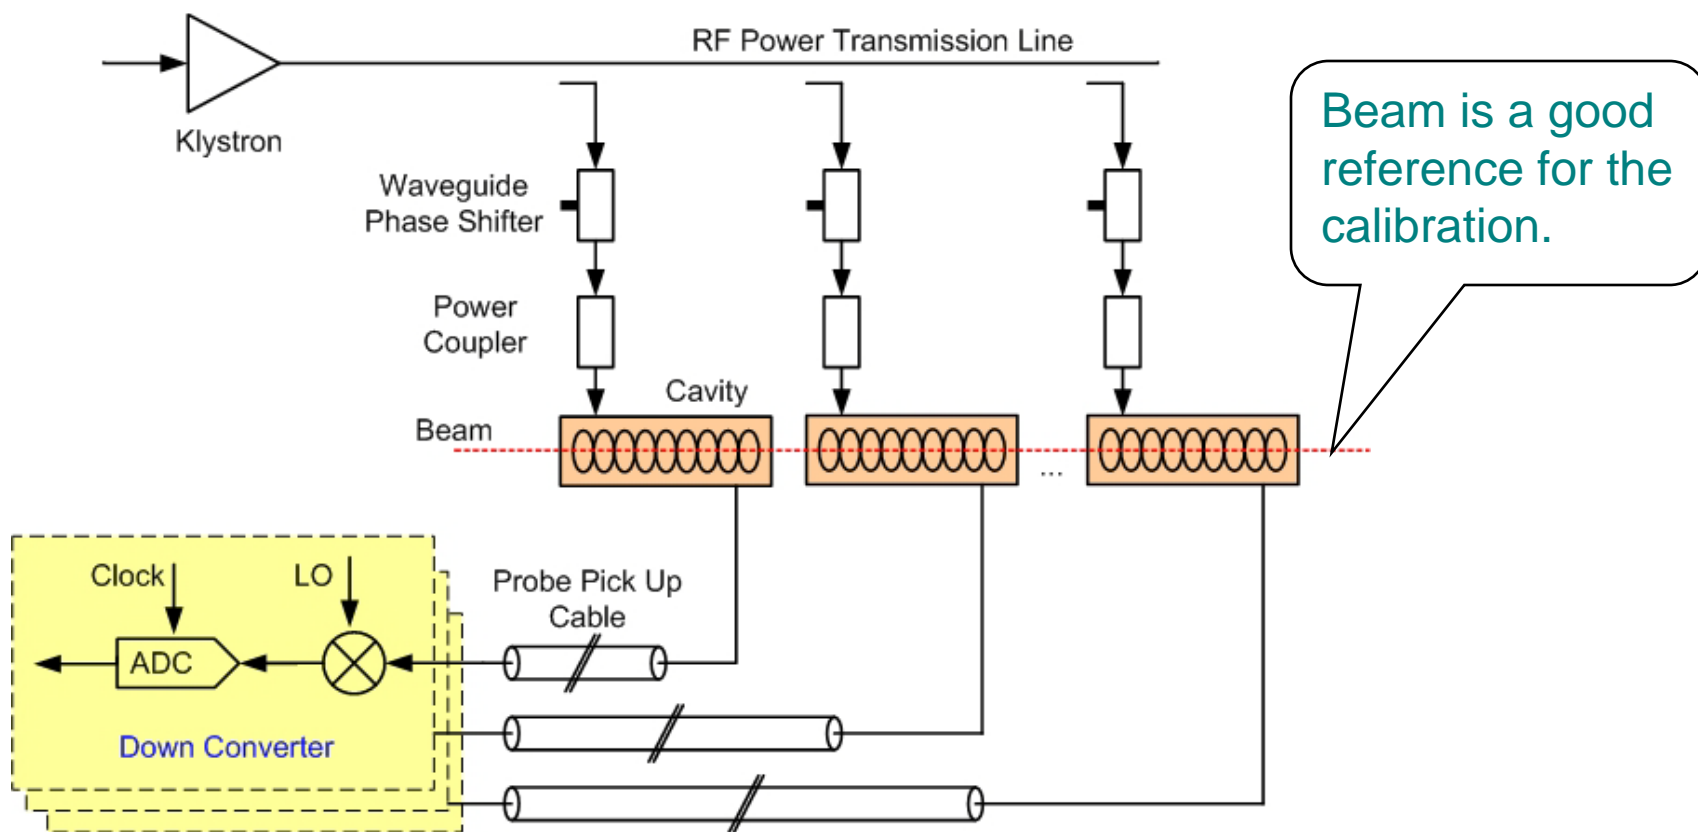 RF Power Transmission Line
Klystron
Beam is a good
reference for the
calibration.
Waveguide
Phase Shifter
Power
Coupler
Cavity
Beam
...
Clock
LO
Probe Pick Up
Cable
ADC
Down Converter